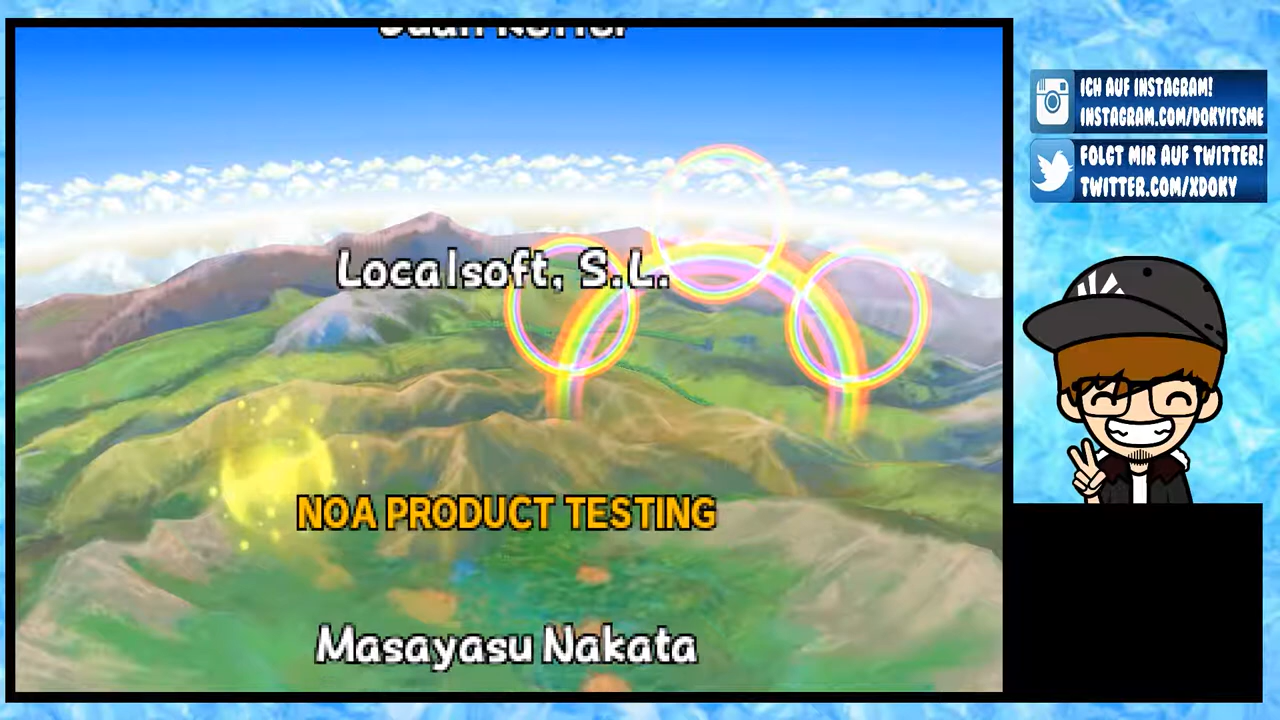 Localsoft, S.L.
NOA PRODUCT TESTING
Masayasu Nakata
ICH AUF INSTAGRAM!
INSTAGRAM.COM/DOKYITSME
FOLGT MIR AUF TWITTER!
TWITTER.COM/XDOKY